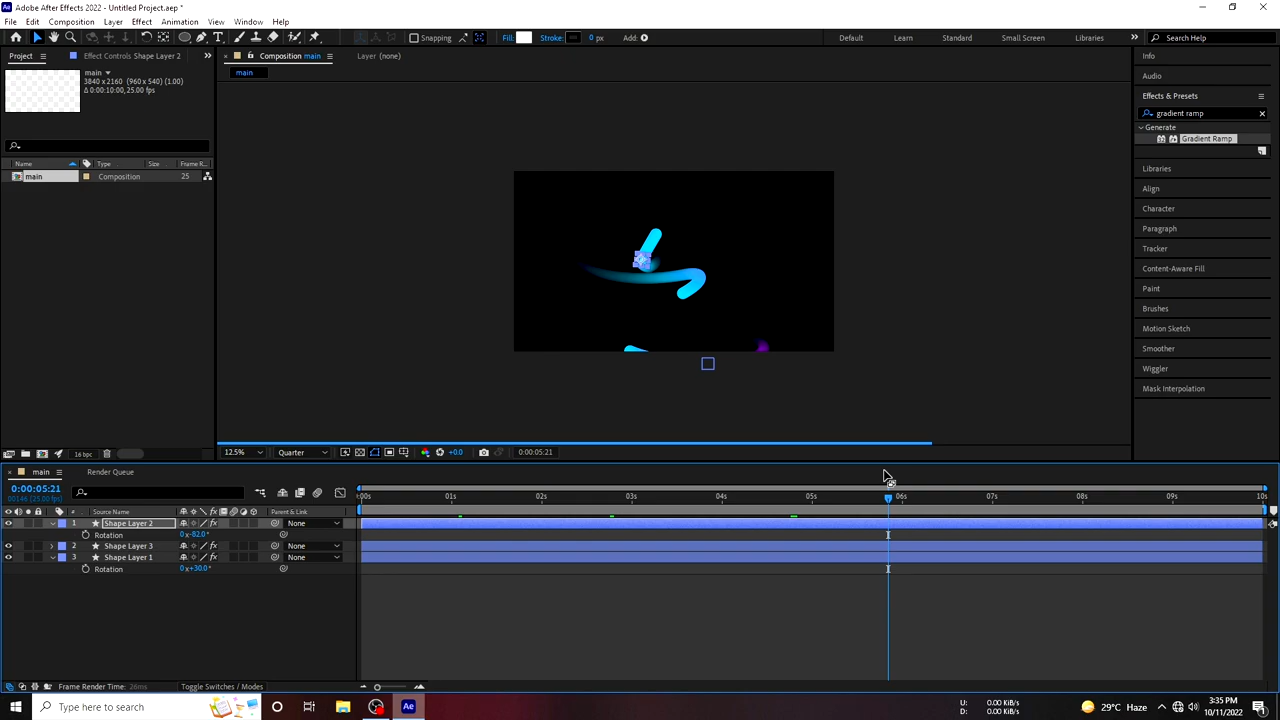 Adobe After Effects 2022 - Untitled Project.aep *
File Edit Composition Layer Effect Animation View Window Help
Snapping
Fill: Stroke: 0 px Add:
Default Learn Standard Small Screen Libraries
Search Help
Project
Effect Controls Shape Layer 2
Composition main
Layer (none)
main
main
3840 x 2160 (960 x 540) (1.00)
Δ 0:00:10:00, 25.00 fps
Name Type Size Frame R...
main Composition 25
16 bpc
12.5% Quarter +0.0 0:00:05:21
Info
Audio
Effects & Presets
gradient ramp
Generate
Gradient Ramp
Libraries
Align
Character
Paragraph
Tracker
Content-Aware Fill
Paint
Brushes
Motion Sketch
Smoother
Wiggler
Mask Interpolation
main
Render Queue
0:00:05:21
00146 (25.00 fps)
:00s 01s 02s 03s 04s 05s 06s 07s 08s 09s 10s
# Source Name Parent & Link
1 Shape Layer 2 None
Rotation 0x-82.0°
2 Shape Layer 3 None
3 Shape Layer 1 None
Rotation 0x+30.0°
Frame Render Time: 26ms
Toggle Switches / Modes
Type here to search
Ae
29°C Haze
U: 0.00 KiB/s
D: 0.00 KiB/s
3:35 PM
10/11/2022